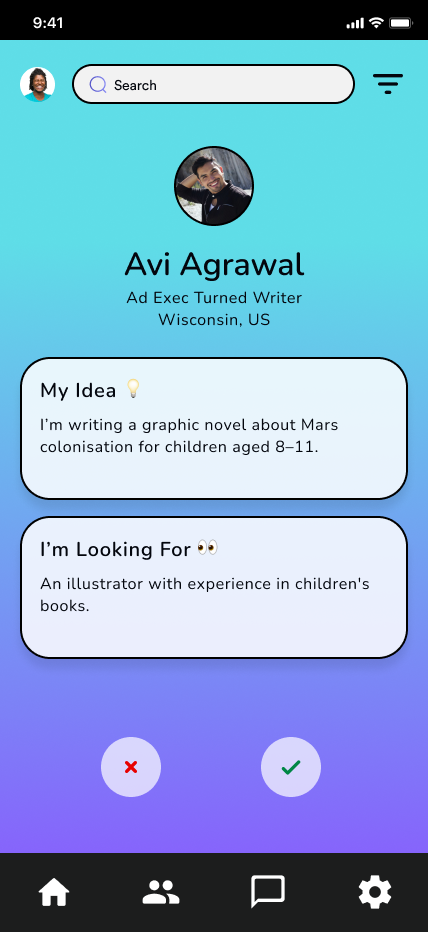 9:41
Search
Avi Agrawal
Ad Exec Turned Writer
Wisconsin, US
My Idea 💡
I'm writing a graphic novel about Mars
colonisation for children aged 8–11.
I'm Looking For 👀
An illustrator with experience in children's
books.